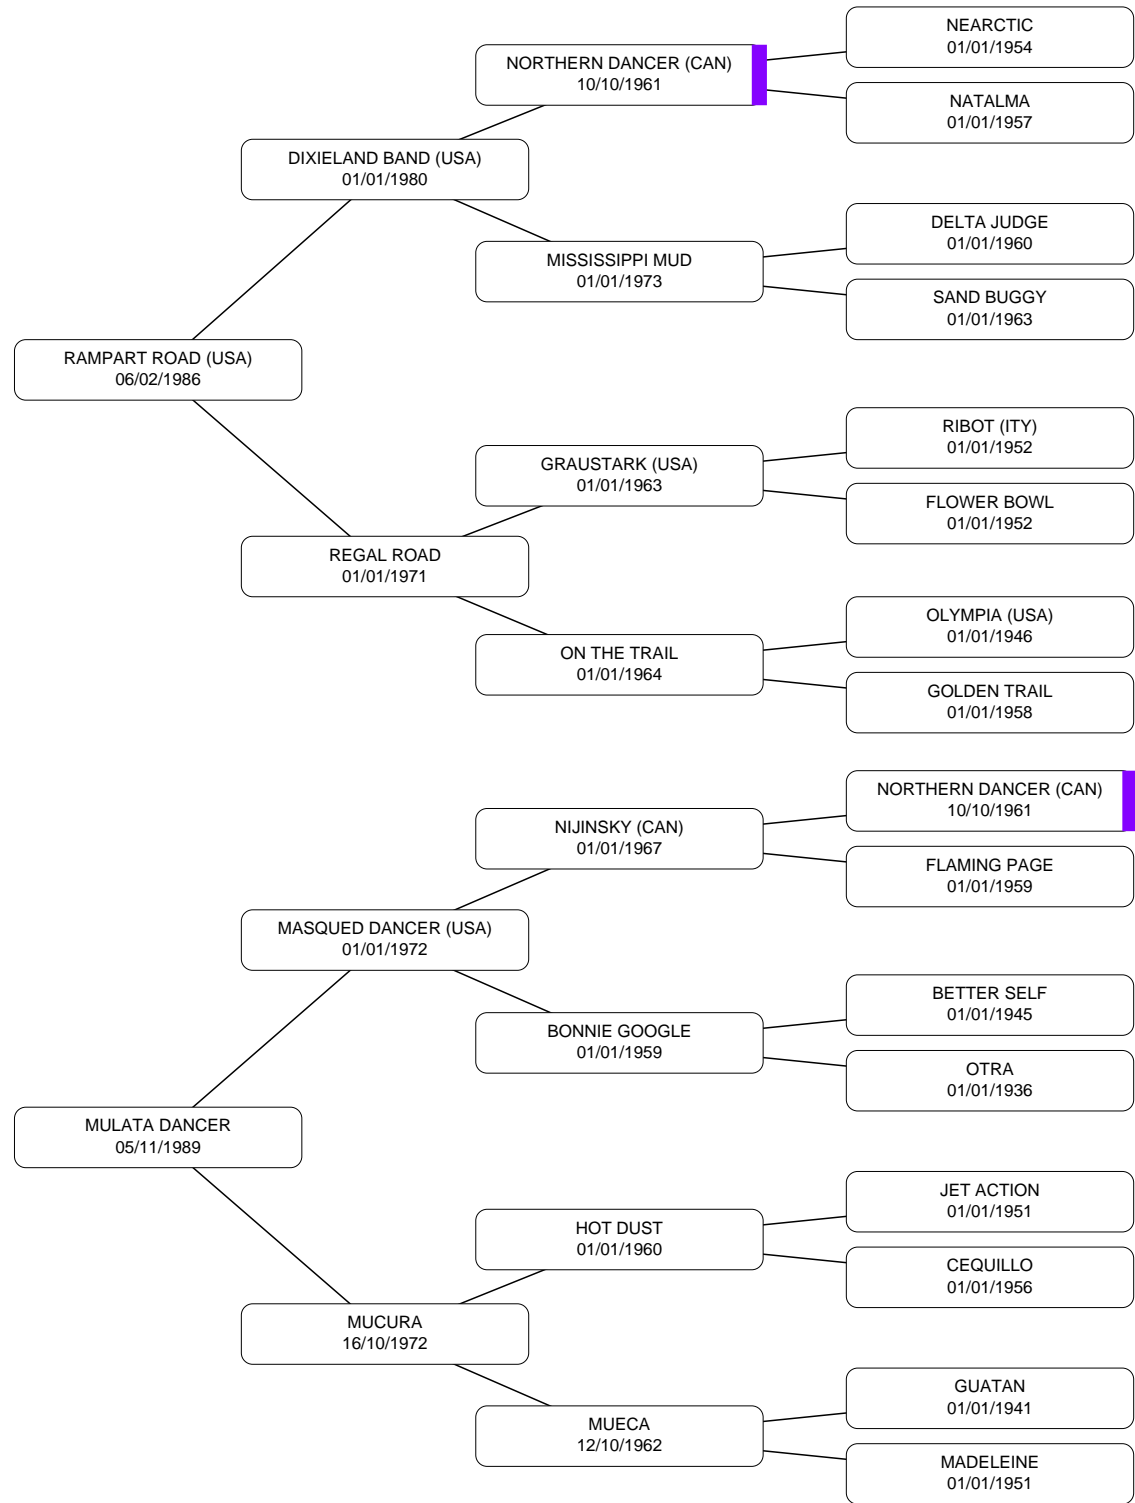 NEARCTIC
01/01/1954
NORTHERN DANCER (CAN)
10/10/1961
NATALMA
01/01/1957
DIXIELAND BAND (USA)
01/01/1980
DELTA JUDGE
01/01/1960
MISSISSIPPI MUD
01/01/1973
SAND BUGGY
01/01/1963
RAMPART ROAD (USA)
06/02/1986
RIBOT (ITY)
01/01/1952
GRAUSTARK (USA)
01/01/1963
FLOWER BOWL
01/01/1952
REGAL ROAD
01/01/1971
OLYMPIA (USA)
01/01/1946
ON THE TRAIL
01/01/1964
GOLDEN TRAIL
01/01/1958
NORTHERN DANCER (CAN)
10/10/1961
NIJINSKY (CAN)
01/01/1967
FLAMING PAGE
01/01/1959
MASQUED DANCER (USA)
01/01/1972
BETTER SELF
01/01/1945
BONNIE GOOGLE
01/01/1959
OTRA
01/01/1936
MULATA DANCER
05/11/1989
JET ACTION
01/01/1951
HOT DUST
01/01/1960
CEQUILLO
01/01/1956
MUCURA
16/10/1972
GUATAN
01/01/1941
MUECA
12/10/1962
MADELEINE
01/01/1951